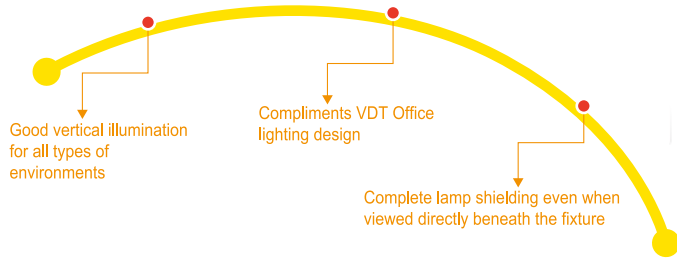 Good vertical illumination
for all types of
environments
Compliments VDT Office
lighting design
Complete lamp shielding even when
viewed directly beneath the fixture